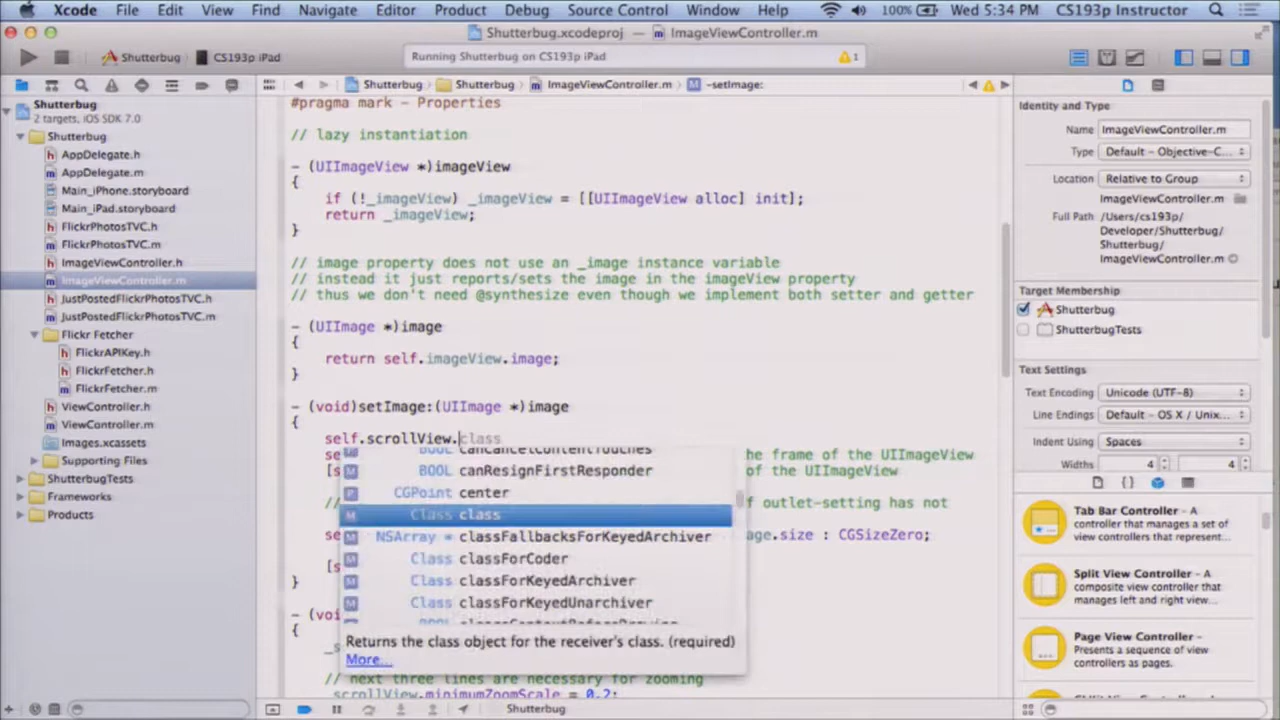 Xcode File Edit View Find Navigate Editor Product Debug Source Control Window Help 100% Wed 5:34 PM CS193p Instructor
Shutterbug.xcodeproj — ImageViewController.m
Shutterbug CS193p iPad Running Shutterbug on CS193p iPad 1
Shutterbug Shutterbug ImageViewController.m -setImage:
Shutterbug
2 targets, iOS SDK 7.0
Shutterbug
AppDelegate.h
AppDelegate.m
Main_iPhone.storyboard
Main_iPad.storyboard
FlickrPhotosTVC.h
FlickrPhotosTVC.m
ImageViewController.h
ImageViewController.m
JustPostedFlickrPhotosTVC.h
JustPostedFlickrPhotosTVC.m
Flickr Fetcher
FlickrAPIKey.h
FlickrFetcher.h
FlickrFetcher.m
ViewController.h
ViewController.m
Images.xcassets
Supporting Files
ShutterbugTests
Frameworks
Products
#pragma mark - Properties
// lazy instantiation
- (UIImageView *)imageView
{
if (!_imageView) _imageView = [[UIImageView alloc] init];
return _imageView;
}
// image property does not use an _image instance variable
// instead it just reports/sets the image in the imageView property
// thus we don't need @synthesize even though we implement both setter and getter
- (UIImage *)image
{
return self.imageView.image;
}
- (void)setImage:(UIImage *)image
{
self.scrollView.class
se the frame of the UIImageView
[s of the UIImageView
// f outlet-setting has not
se age.size : CGSizeZero;
[s
}
- (voi
{
_s
BOOL canCancelContentTouches
BOOL canResignFirstResponder
CGPoint center
Class class
NSArray * classFallbacksForKeyedArchiver
Class classForCoder
Class classForKeyedArchiver
Class classForKeyedUnarchiver
Returns the class object for the receiver's class. (required)
More...
// next three lines are necessary for zooming
_scrollView.minimumZoomScale = 0.2;
Shutterbug
Identity and Type
Name ImageViewController.m
Type Default - Objective-C...
Location Relative to Group
ImageViewController.m
Full Path /Users/cs193p/
Developer/Shutterbug/
Shutterbug/
ImageViewController.m
Target Membership
Shutterbug
ShutterbugTests
Text Settings
Text Encoding Unicode (UTF-8)
Line Endings Default - OS X / Unix...
Indent Using Spaces
Widths 4 4
{ }
Tab Bar Controller - A
controller that manages a set of
view controllers that represent...
Split View Controller - A
composite view controller that
manages left and right view...
Page View Controller -
Presents a sequence of view
controllers as pages.